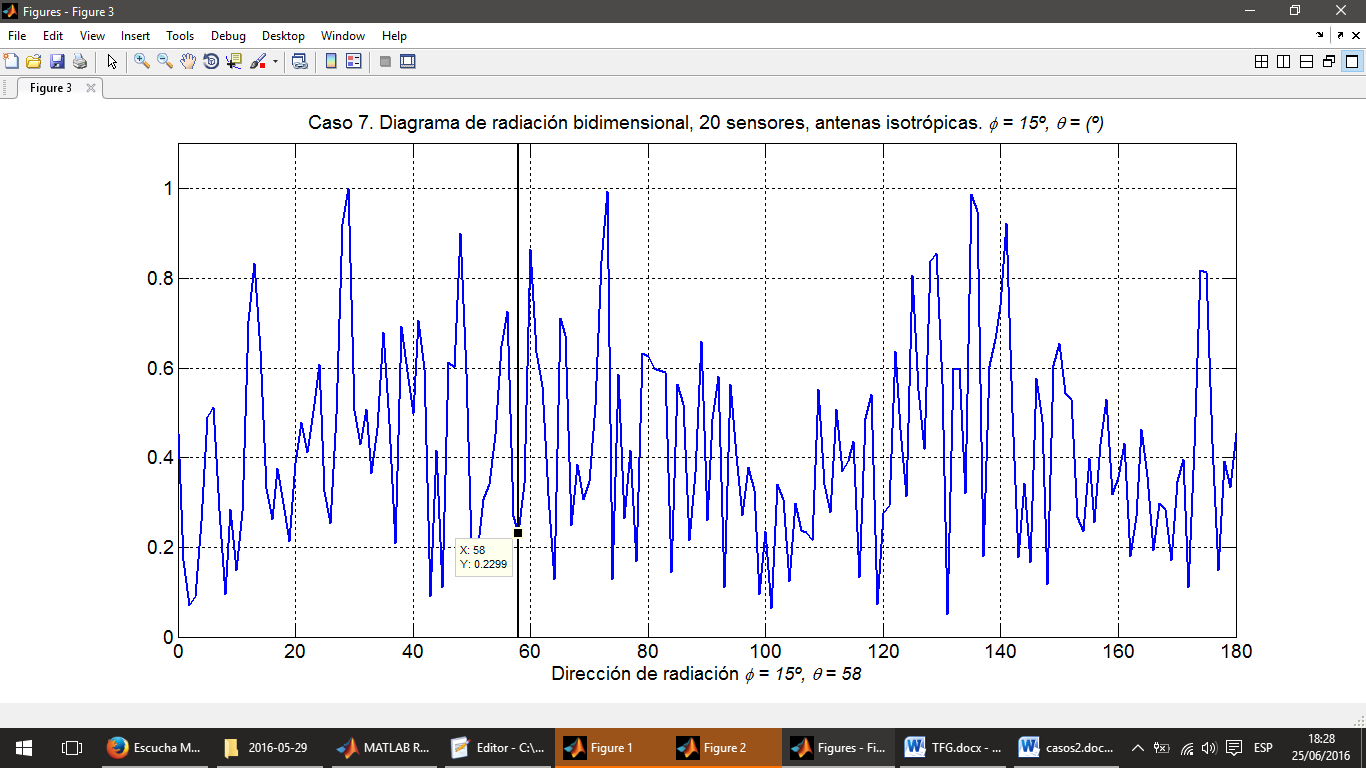 Figures - Figure 3
File Edit View Insert Tools Debug Desktop Window Help
Figure 3
Caso 7. Diagrama de radiación bidimensional, 20 sensores, antenas isotrópicas. ϕ = 15º, θ = (º)
1
0.8
0.6
0.4
0.2
0
X: 58
Y: 0.2299
0 20 40 60 80 100 120 140 160 180
Dirección de radiación ϕ = 15º, θ = 58
Escucha M... 2016-05-29 MATLAB R... Editor - C:\... Figure 1 Figure 2 Figures - Fi... TFG.docx - ... casos2.doc... ESP 18:28
25/06/2016